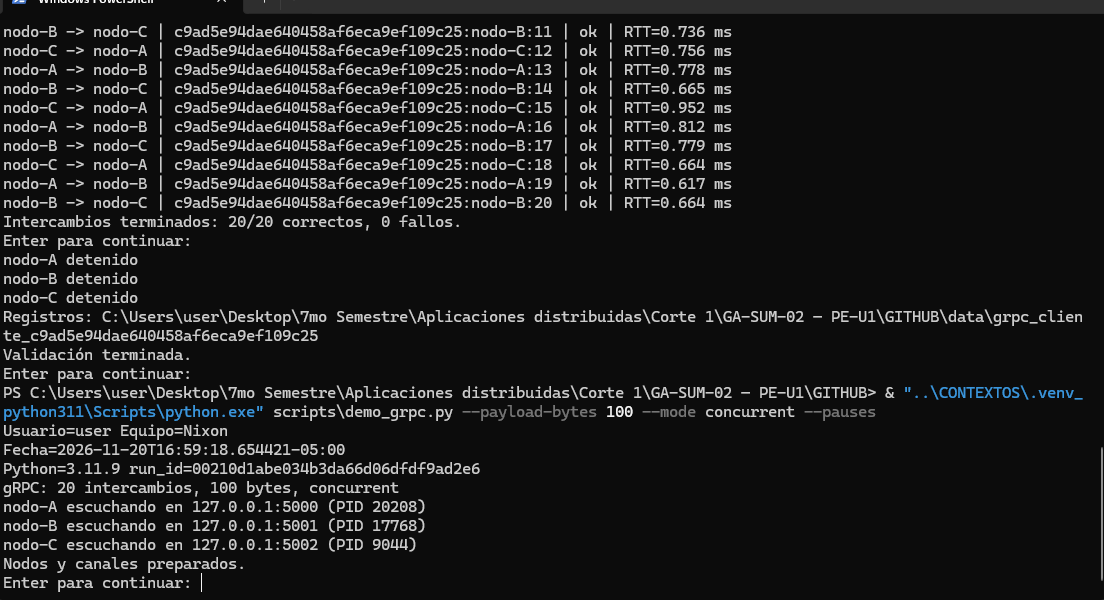 Windows PowerShell
nodo-B -> nodo-C | c9ad5e94dae640458af6eca9ef109c25:nodo-B:11 | ok | RTT=0.736 ms
nodo-C -> nodo-A | c9ad5e94dae640458af6eca9ef109c25:nodo-C:12 | ok | RTT=0.756 ms
nodo-A -> nodo-B | c9ad5e94dae640458af6eca9ef109c25:nodo-A:13 | ok | RTT=0.778 ms
nodo-B -> nodo-C | c9ad5e94dae640458af6eca9ef109c25:nodo-B:14 | ok | RTT=0.665 ms
nodo-C -> nodo-A | c9ad5e94dae640458af6eca9ef109c25:nodo-C:15 | ok | RTT=0.952 ms
nodo-A -> nodo-B | c9ad5e94dae640458af6eca9ef109c25:nodo-A:16 | ok | RTT=0.812 ms
nodo-B -> nodo-C | c9ad5e94dae640458af6eca9ef109c25:nodo-B:17 | ok | RTT=0.779 ms
nodo-C -> nodo-A | c9ad5e94dae640458af6eca9ef109c25:nodo-C:18 | ok | RTT=0.664 ms
nodo-A -> nodo-B | c9ad5e94dae640458af6eca9ef109c25:nodo-A:19 | ok | RTT=0.617 ms
nodo-B -> nodo-C | c9ad5e94dae640458af6eca9ef109c25:nodo-B:20 | ok | RTT=0.664 ms
Intercambios terminados: 20/20 correctos, 0 fallos.
Enter para continuar:
nodo-A detenido
nodo-B detenido
nodo-C detenido
Registros: C:\Users\user\Desktop\7mo Semestre\Aplicaciones distribuidas\Corte 1\GA-SUM-02 – PE-U1\GITHUB\data\grpc_clien
te_c9ad5e94dae640458af6eca9ef109c25
Validación terminada.
Enter para continuar:
PS C:\Users\user\Desktop\7mo Semestre\Aplicaciones distribuidas\Corte 1\GA-SUM-02 – PE-U1\GITHUB> & "..\CONTEXTOS\.venv_
python311\Scripts\python.exe" scripts\demo_grpc.py --payload-bytes 100 --mode concurrent --pauses
Usuario=user Equipo=Nixon
Fecha=2026-11-20T16:59:18.654421-05:00
Python=3.11.9 run_id=00210d1abe034b3da66d06dfdf9ad2e6
gRPC: 20 intercambios, 100 bytes, concurrent
nodo-A escuchando en 127.0.0.1:5000 (PID 20208)
nodo-B escuchando en 127.0.0.1:5001 (PID 17768)
nodo-C escuchando en 127.0.0.1:5002 (PID 9044)
Nodos y canales preparados.
Enter para continuar: